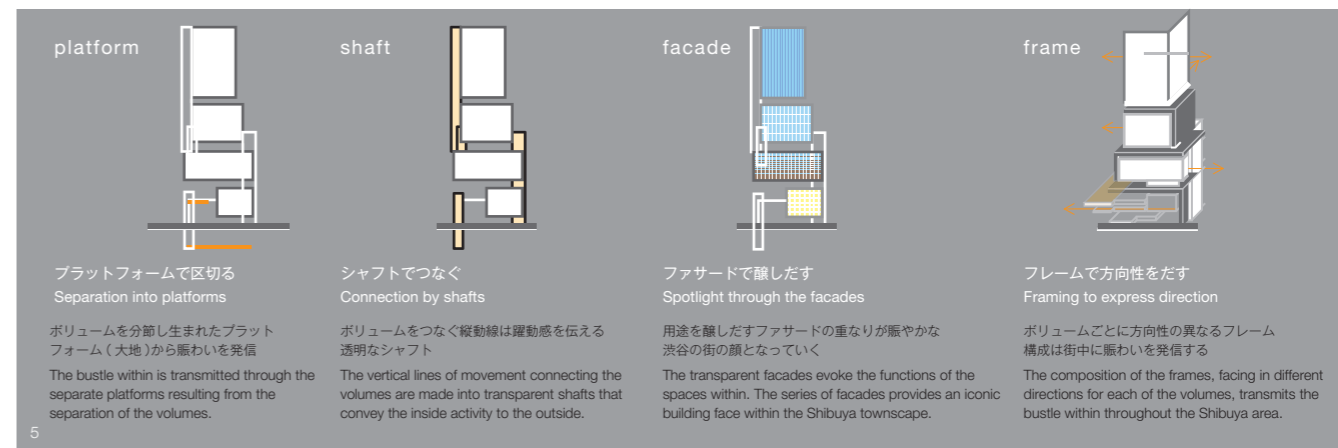 platform
プラットフォームで区切る
Separation into platforms
ボリュームを分節し生まれたプラット
フォーム ( 大地 )から賑わいを発信
The bustle within is transmitted through the
separate platforms resulting from the
separation of the volumes.
shaft
シャフトでつなぐ
Connection by shafts
ボリュームをつなぐ縦動線は躍動感を伝える
透明なシャフト
The vertical lines of movement connecting the
volumes are made into transparent shafts that
convey the inside activity to the outside.
facade
ファサードで醸しだす
Spotlight through the facades
用途を醸しだすファサードの重なりが賑やかな
渋谷の街の顔となっていく
The transparent facades evoke the functions of the
spaces within. The series of facades provides an iconic
building face within the Shibuya townscape.
frame
フレームで方向性をだす
Framing to express direction
ボリュームごとに方向性の異なるフレーム
構成は街中に賑わいを発信する
The composition of the frames, facing in different
directions for each of the volumes, transmits the
bustle within throughout the Shibuya area.
5